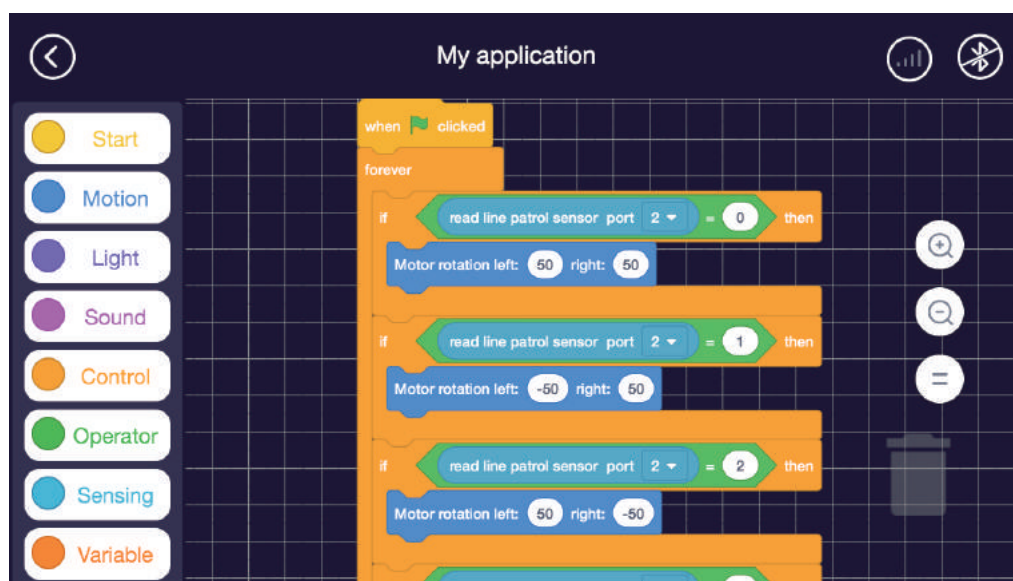 My application
Start
Motion
Light
Sound
Control
Operator
Sensing
Variable
when clicked
forever
if read line patrol sensor port 2 = 0 then
Motor rotation left: 50 right: 50
if read line patrol sensor port 2 = 1 then
Motor rotation left: -50 right: 50
if read line patrol sensor port 2 = 2 then
Motor rotation left: 50 right: -50